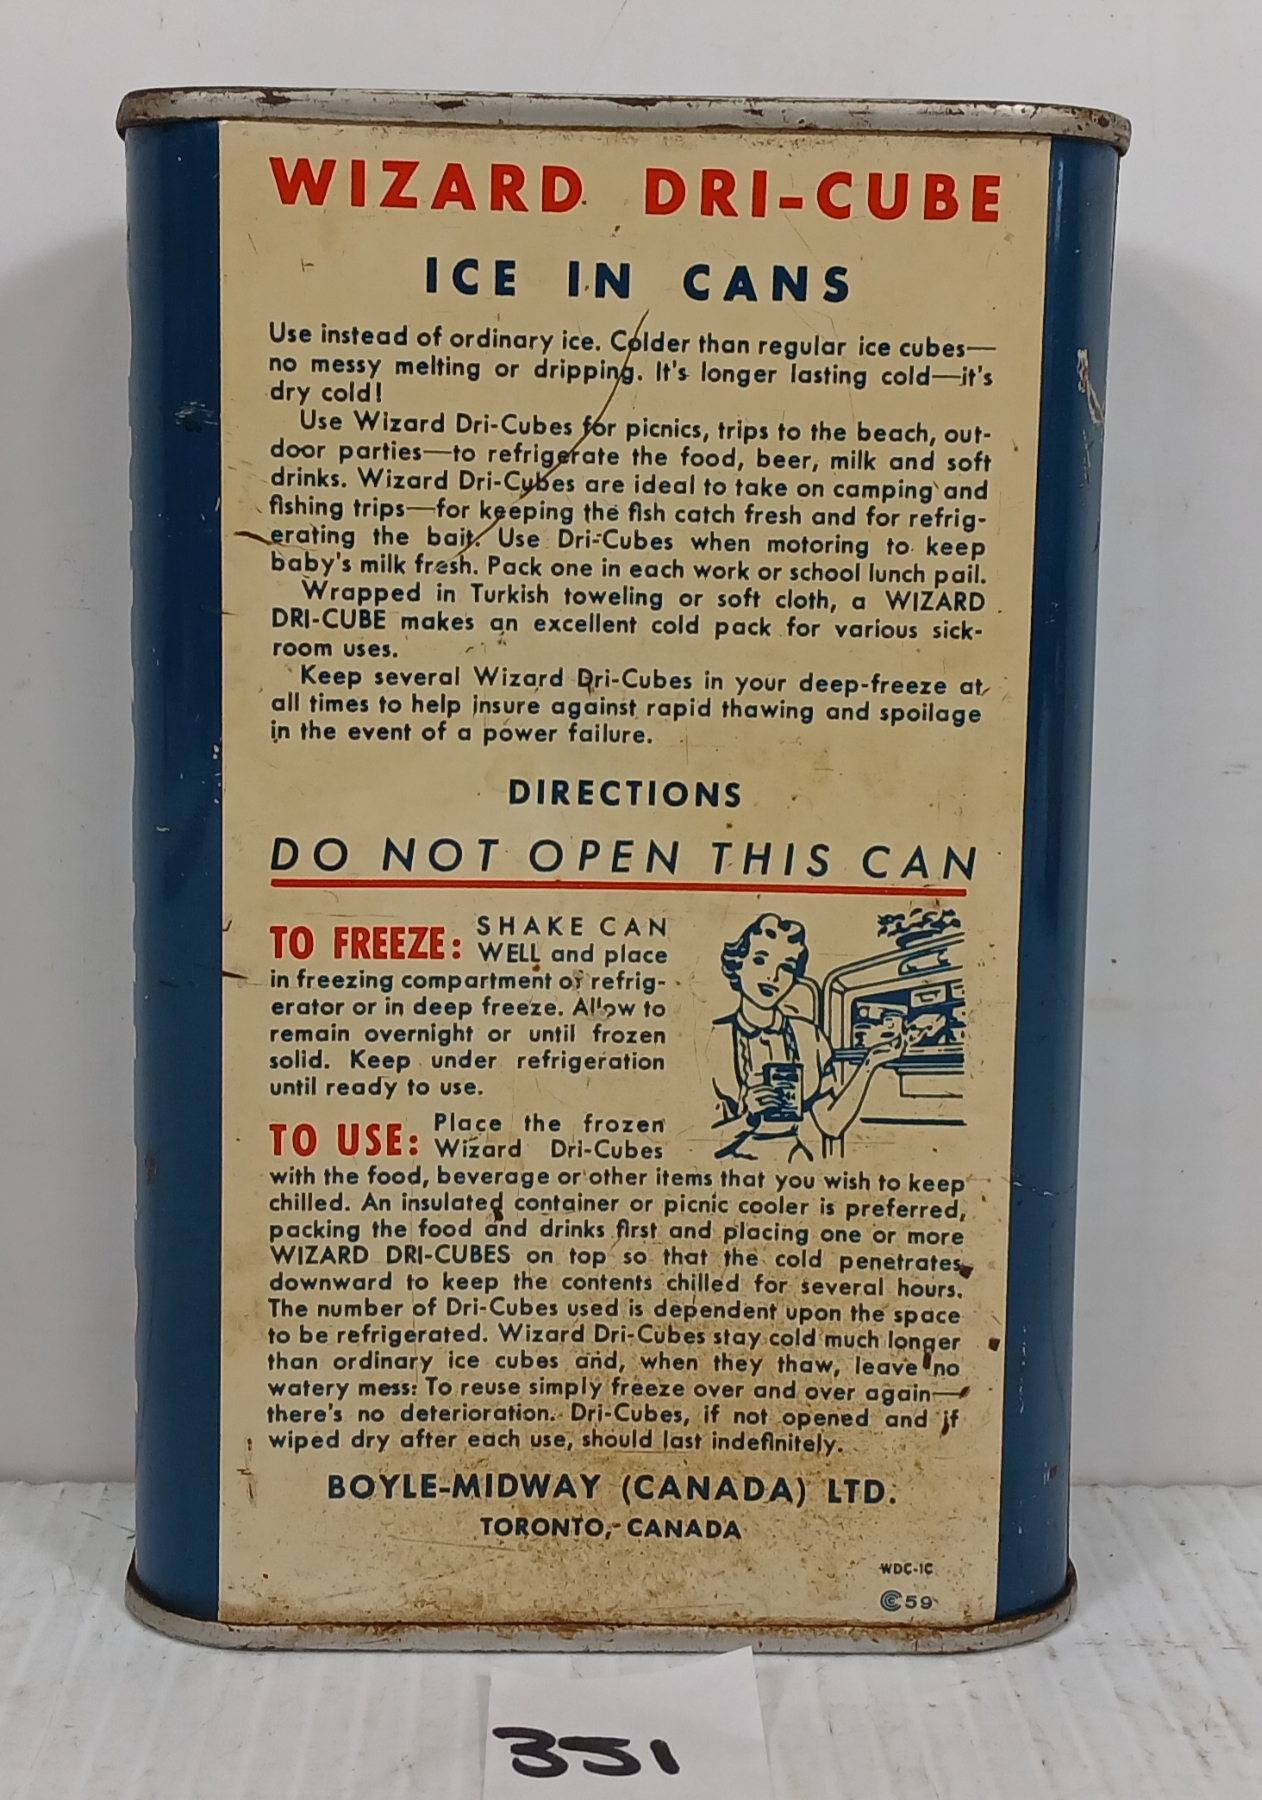 WIZARD DRI-CUBE
ICE IN CANS
Use instead of ordinary ice. Colder than regular ice cubes—
no messy melting or dripping. It's longer lasting cold—it's
dry cold!
Use Wizard Dri-Cubes for picnics, trips to the beach, out-
door parties—to refrigerate the food, beer, milk and soft
drinks. Wizard Dri-Cubes are ideal to take on camping and
fishing trips—for keeping the fish catch fresh and for refrig-
erating the bait. Use Dri-Cubes when motoring to keep
baby's milk fresh. Pack one in each work or school lunch pail.
Wrapped in Turkish toweling or soft cloth, a WIZARD
DRI-CUBE makes an excellent cold pack for various sick-
room uses.
Keep several Wizard Dri-Cubes in your deep-freeze at
all times to help insure against rapid thawing and spoilage
in the event of a power failure.
DIRECTIONS
DO NOT OPEN THIS CAN
TO FREEZE: SHAKE CAN
WELL and place
in freezing compartment of refrig-
erator or in deep freeze. Allow to
remain overnight or until frozen
solid. Keep under refrigeration
until ready to use.
TO USE: Place the frozen
Wizard Dri-Cubes
with the food, beverage or other items that you wish to keep
chilled. An insulated container or picnic cooler is preferred,
packing the food and drinks first and placing one or more
WIZARD DRI-CUBES on top so that the cold penetrates
downward to keep the contents chilled for several hours.
The number of Dri-Cubes used is dependent upon the space
to be refrigerated. Wizard Dri-Cubes stay cold much longer
than ordinary ice cubes and, when they thaw, leave no
watery mess. To reuse simply freeze over and over again—
there's no deterioration. Dri-Cubes, if not opened and if
wiped dry after each use, should last indefinitely.
BOYLE-MIDWAY (CANADA) LTD.
TORONTO, CANADA
WDC-1C
CCC 59
351